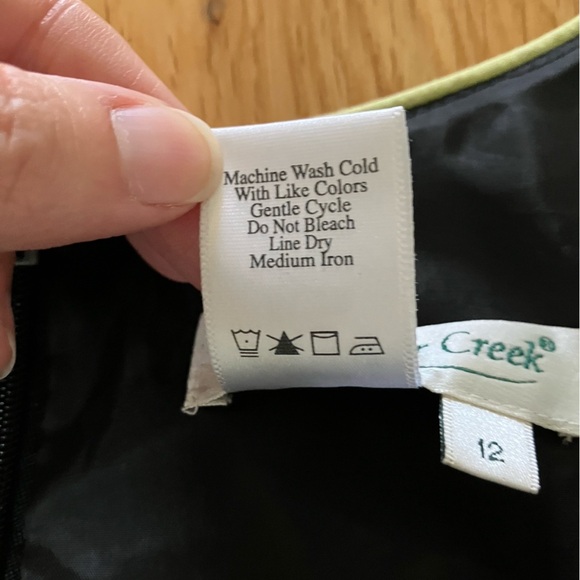 Machine Wash Cold
With Like Colors
Gentle Cycle
Do Not Bleach
Line Dry
Medium Iron
Creek®
12